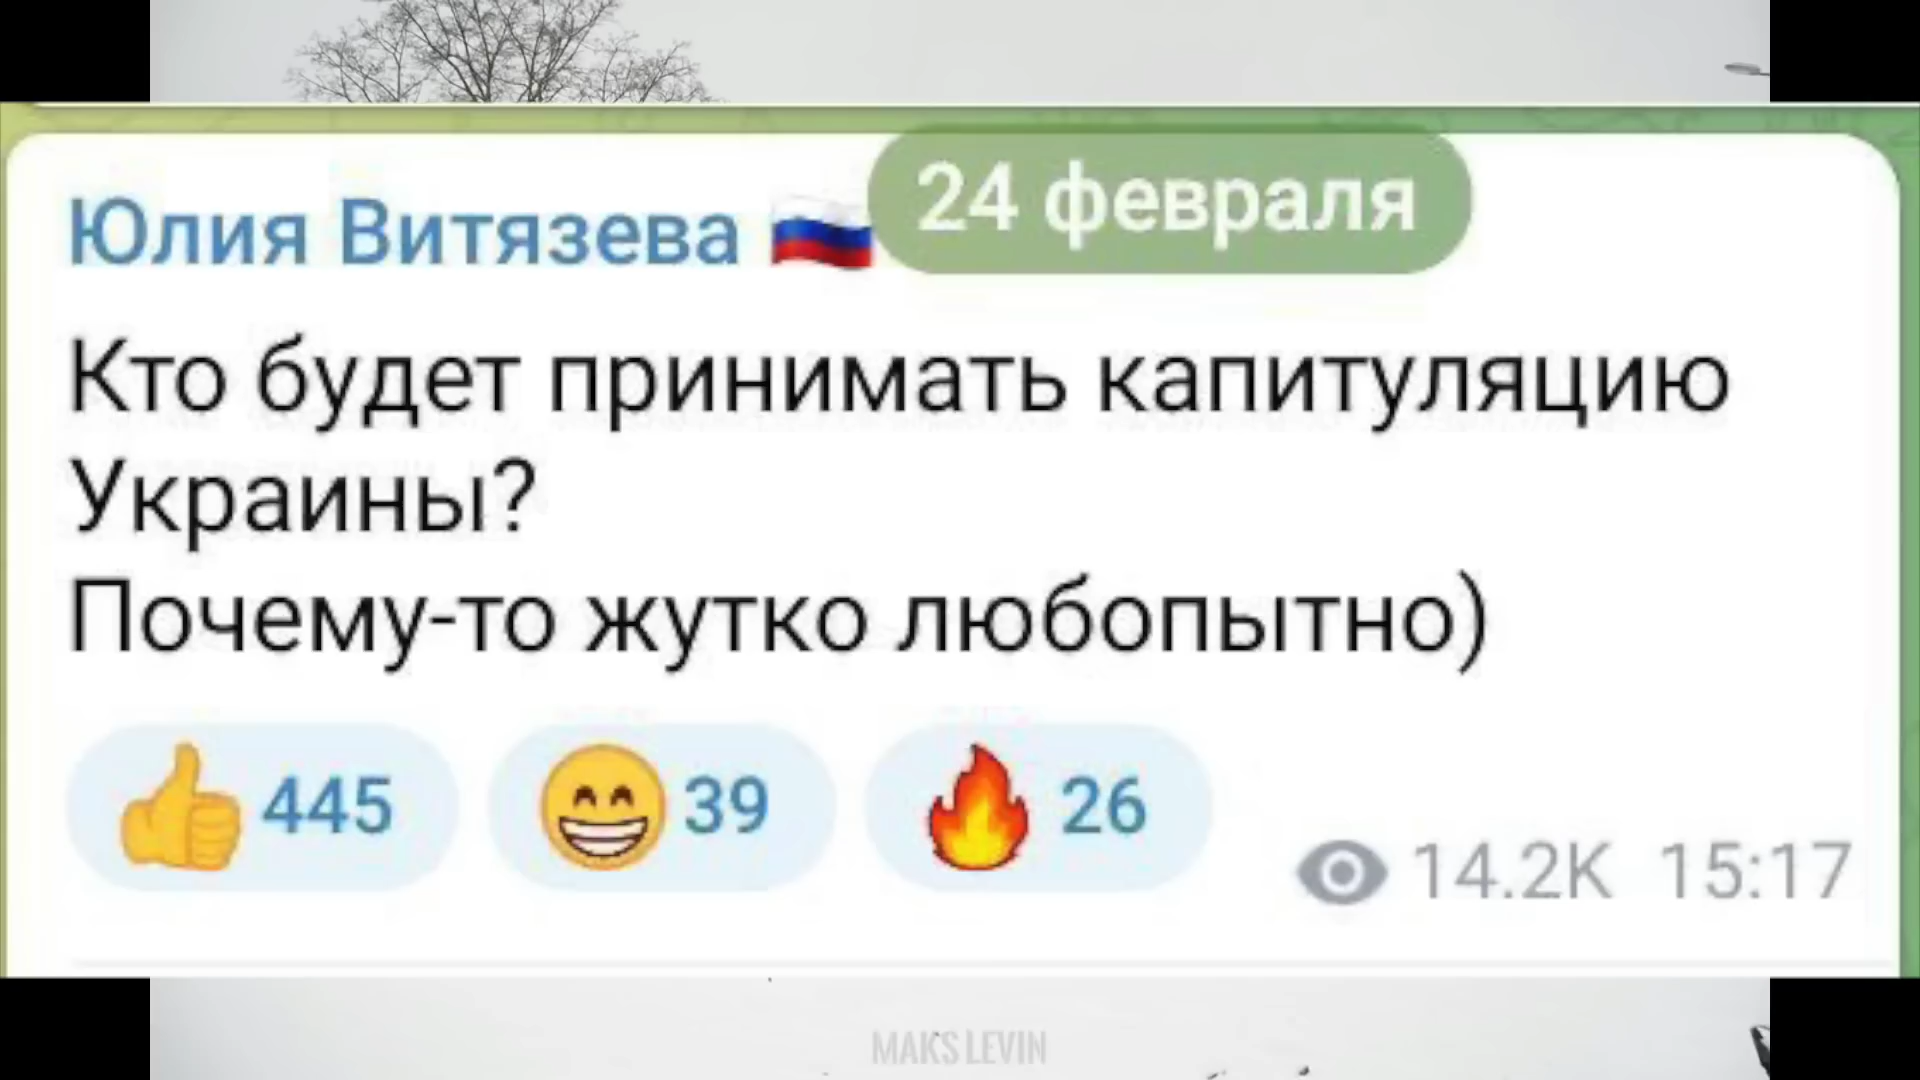 24 февраля
Юлия Витязева 🇷🇺
Кто будет принимать капитуляцию
Украины?
Почему-то жутко любопытно)
👍 445 😁 39 🔥 26
14.2K 15:17
MAKS LEVIN